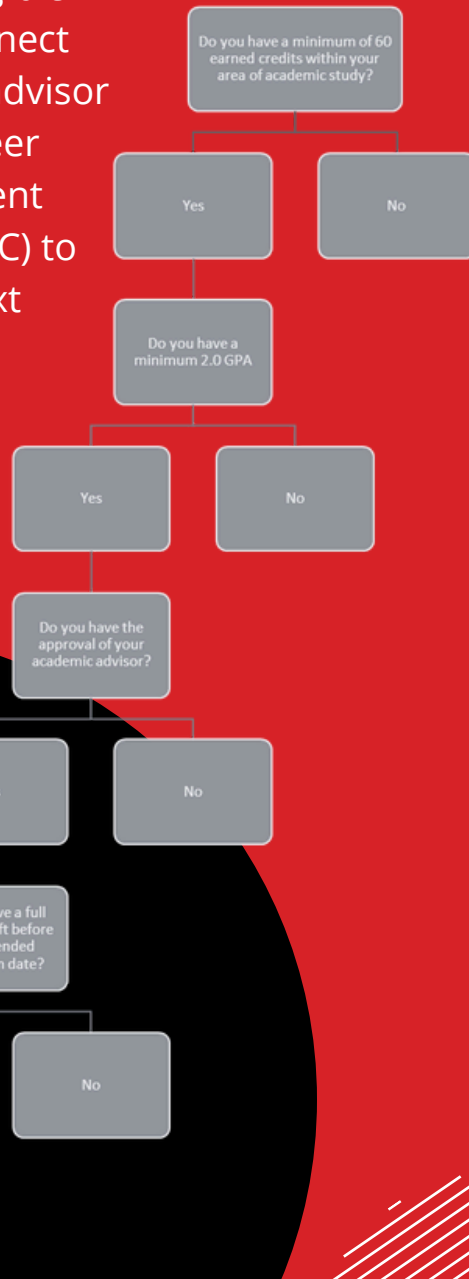 nect
dvisor
eer
ent
C) to
xt
Do you have a minimum of 60
earned credits within your
area of academic study?
Yes
No
Do you have a
minimum 2.0 GPA
Yes
No
Do you have the
approval of your
academic advisor?
No
ve a full
ft before
ended
n date?
No